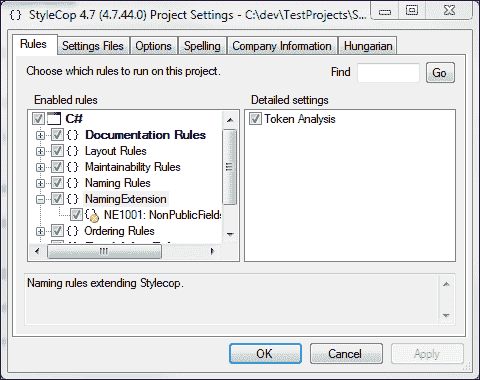 {} StyleCop 4.7 (4.7.44.0) Project Settings - C:\dev\TestProjects\S...
Rules Settings Files Options Spelling Company Information Hungarian
Choose which rules to run on this project. Find Go
Enabled rules Detailed settings
C# Token Analysis
{} Documentation Rules
{} Layout Rules
{} Maintainability Rules
{} Naming Rules
{} NamingExtension
NE1001: NonPublicFields
{} Ordering Rules
Naming rules extending Stylecop.
OK Cancel Apply